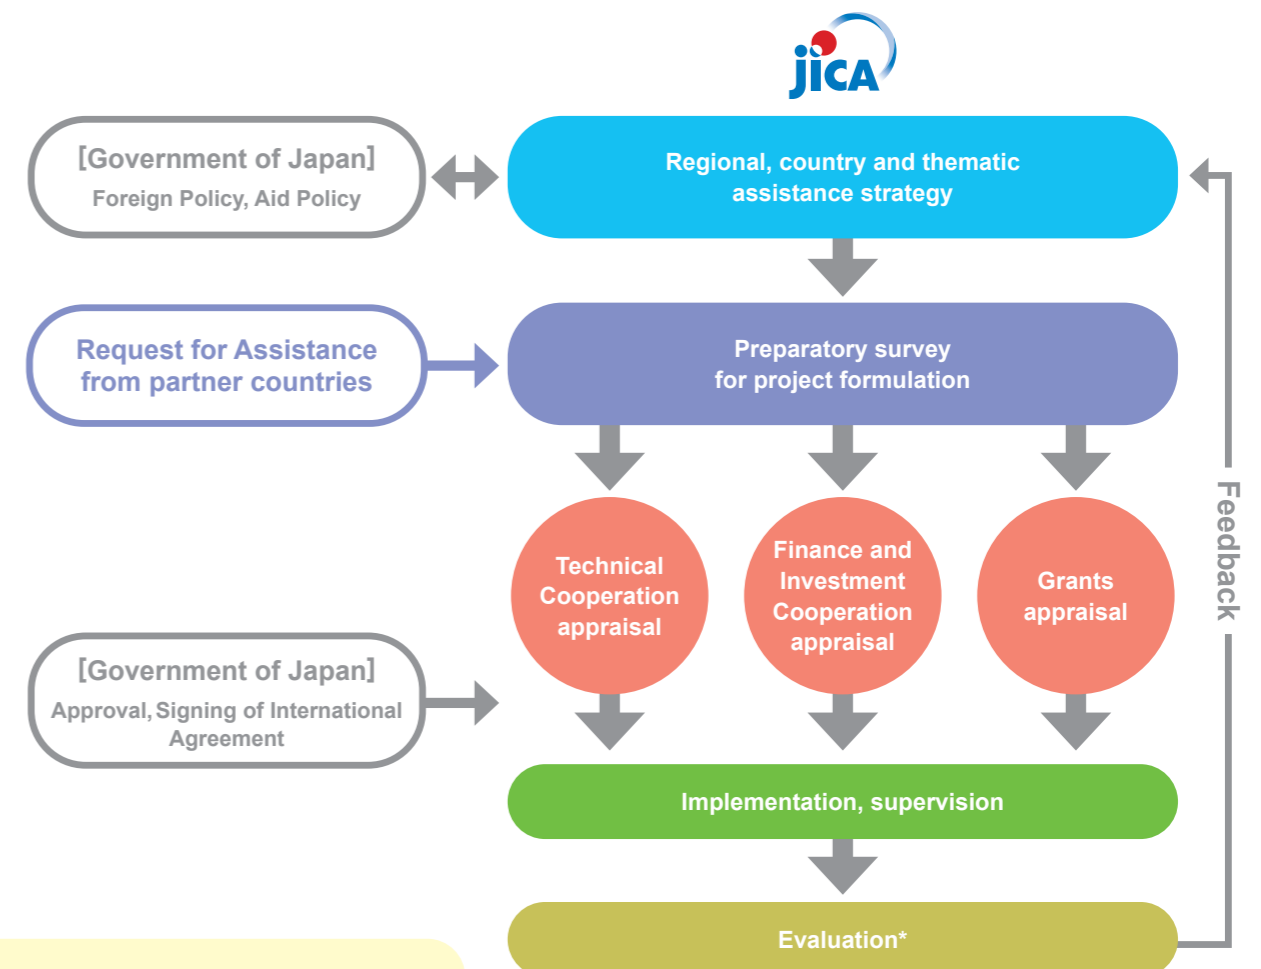 jica
[Government of Japan]
Foreign Policy, Aid Policy
Regional, country and thematic
assistance strategy
Request for Assistance
from partner countries
Preparatory survey
for project formulation
Technical
Cooperation
appraisal
Finance and
Investment
Cooperation
appraisal
Grants
appraisal
Feedback
[Government of Japan]
Approval, Signing of International
Agreement
Implementation, supervision
Evaluation*